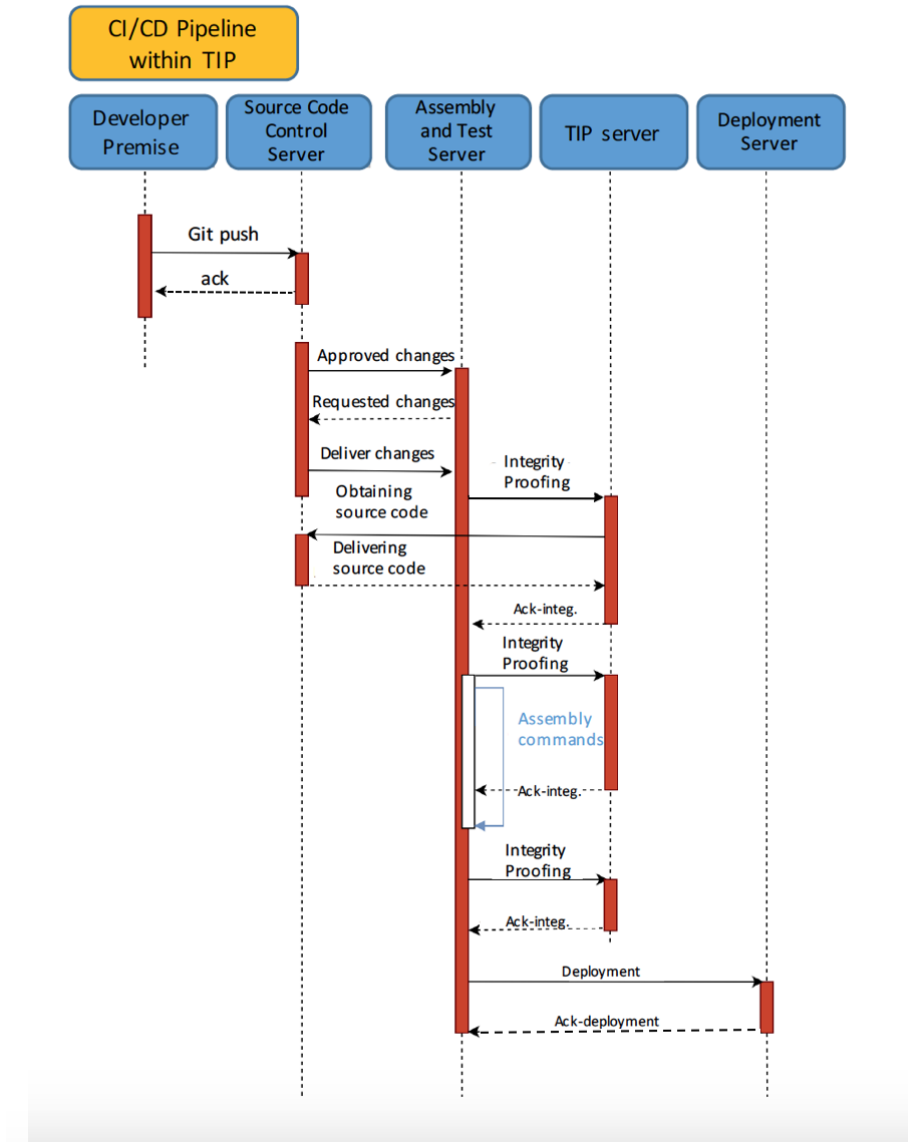 CI/CD Pipeline
within TIP
Developer
Premise
Source Code
Control
Server
Assembly
and Test
Server
TIP server
Deployment
Server
Git push
ack
Approved changes
Requested changes
Deliver changes
Integrity
Proofing
Obtaining
source code
Delivering
source code
Ack-integ.
Integrity
Proofing
Assembly
commands
Ack-integ.
Integrity
Proofing
Ack-integ.
Deployment
Ack-deployment